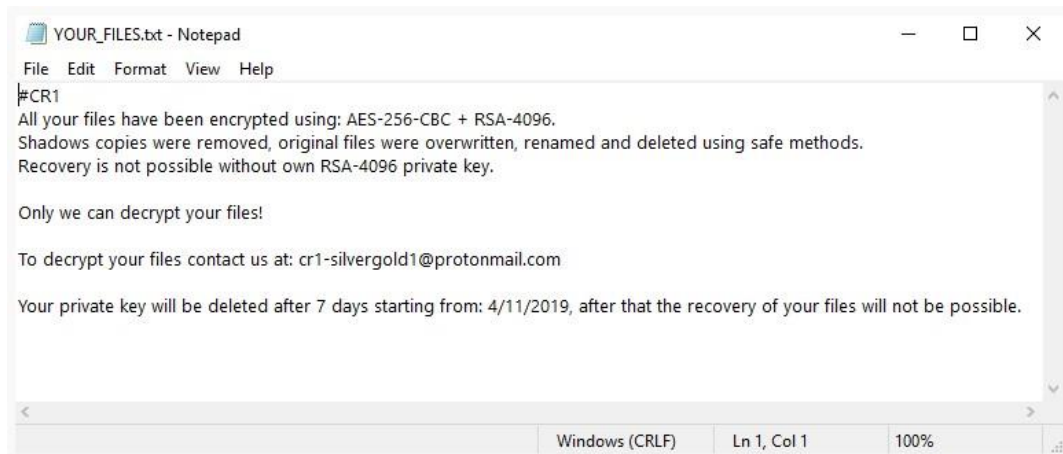 YOUR_FILES.txt - Notepad
File Edit Format View Help
#CR1
All your files have been encrypted using: AES-256-CBC + RSA-4096.
Shadows copies were removed, original files were overwritten, renamed and deleted using safe methods.
Recovery is not possible without own RSA-4096 private key.
Only we can decrypt your files!
To decrypt your files contact us at: cr1-silvergold1@protonmail.com
Your private key will be deleted after 7 days starting from: 4/11/2019, after that the recovery of your files will not be possible.
Windows (CRLF) Ln 1, Col 1 100%